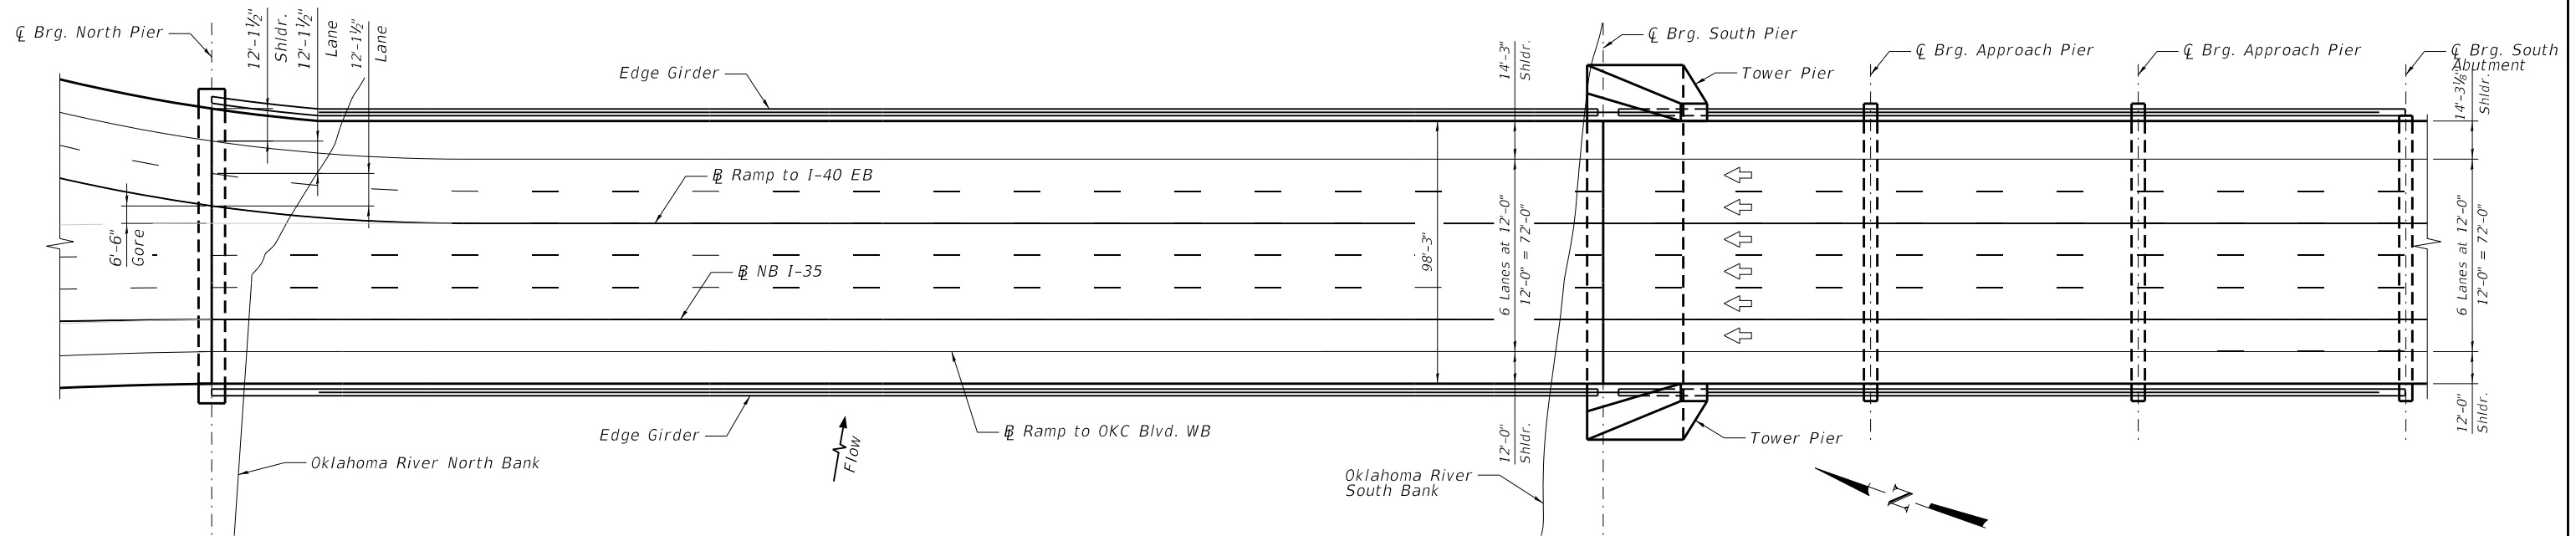 ℄ Brg. North Pier
12'-1½"
Shldr.
12'-1½"
Lane
12'-1½"
Lane
Edge Girder
14'-3"
Shldr.
℄ Brg. South Pier
Tower Pier
℄ Brg. Approach Pier
℄ Brg. Approach Pier
℄ Brg. South
Abutment
14'-3⅛"
Shldr.
6'-6"
Gore
BL Ramp to I-40 EB
BL NB I-35
98'-3"
6 Lanes at 12'-0"
12'-0" = 72'-0"
6 Lanes at 12'-0"
12'-0" = 72'-0"
Edge Girder
BL Ramp to OKC Blvd. WB
Flow
12'-0"
Shldr.
Tower Pier
12'-0"
Shldr.
Oklahoma River North Bank
Oklahoma River
South Bank
N